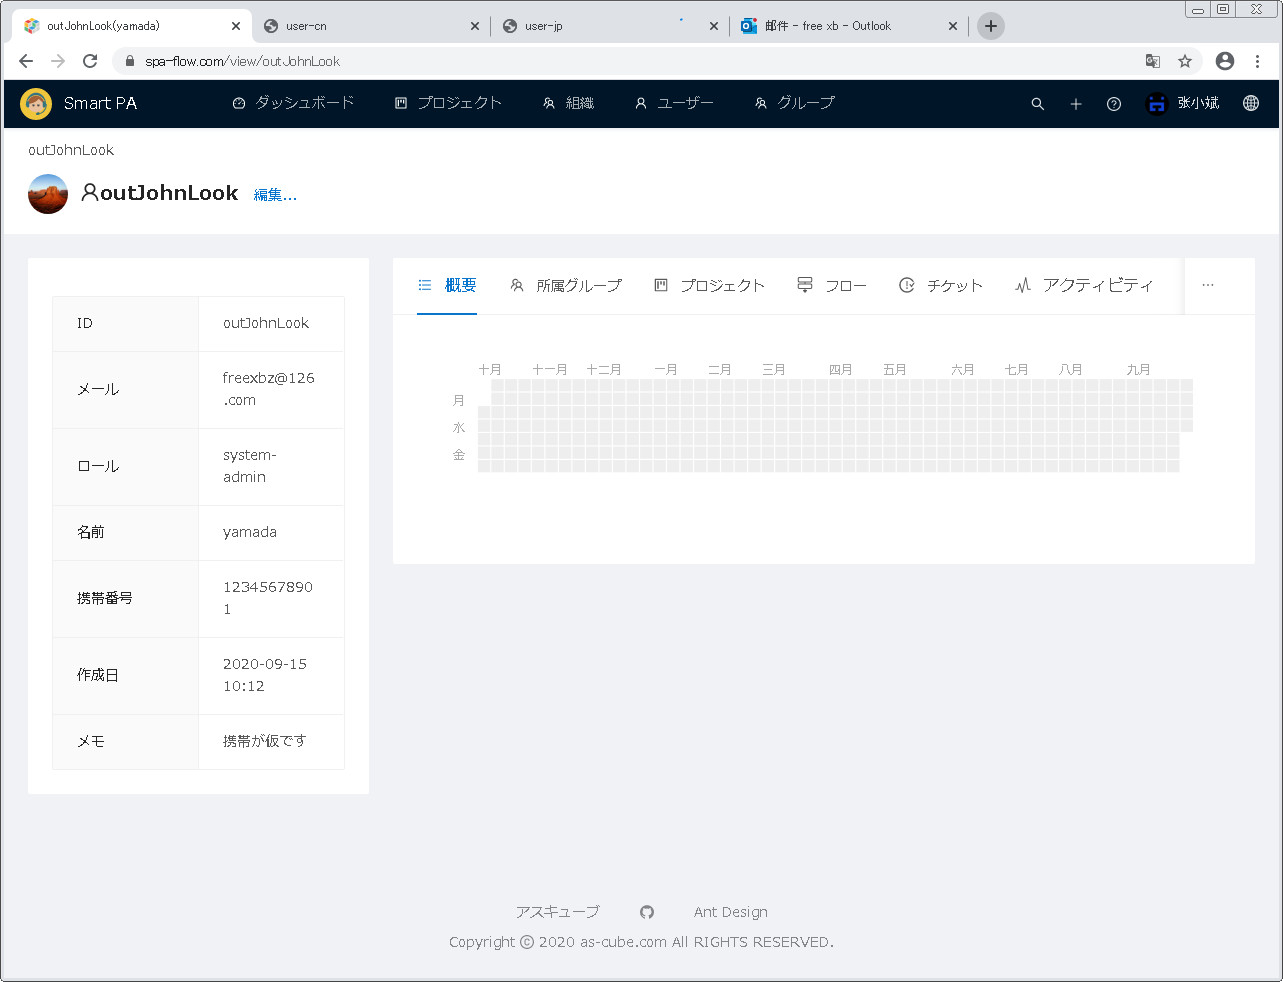 outJohnLook(yamada)
user-cn
user-jp
邮件 - free xb - Outlook
spa-flow.com/view/outJohnLook
Smart PA
ダッシュボード
プロジェクト
組織
ユーザー
グループ
张小斌
outJohnLook
outJohnLook 編集...
ID
outJohnLook
メール
freexbz@126
.com
ロール
system-
admin
名前
yamada
携帯番号
1234567890
1
作成日
2020-09-15
10:12
メモ
携帯が仮です
概要
所属グループ
プロジェクト
フロー
チケット
アクティビティ
...
十月 十一月 十二月 一月 二月 三月 四月 五月 六月 七月 八月 九月
月
水
金
アスキューブ
Ant Design
Copyright © 2020 as-cube.com All RIGHTS RESERVED.